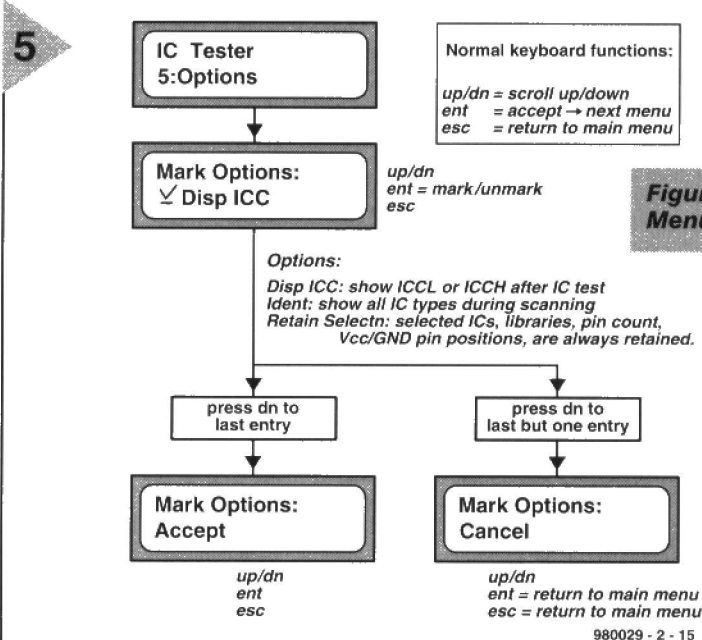 5
IC Tester
5:Options
Normal keyboard functions:
up/dn = scroll up/down
ent = accept → next menu
esc = return to main menu
Mark Options:
✓ Disp ICC
up/dn
ent = mark/unmark
esc
Options:
Disp ICC: show ICCL or ICCH after IC test
Ident: show all IC types during scanning
Retain Selectn: selected ICs, libraries, pin count,
Vcc/GND pin positions, are always retained.
press dn to
last entry
press dn to
last but one entry
Mark Options:
Accept
Mark Options:
Cancel
up/dn
ent
esc
up/dn
ent = return to main menu
esc = return to main menu
980029 - 2 - 15